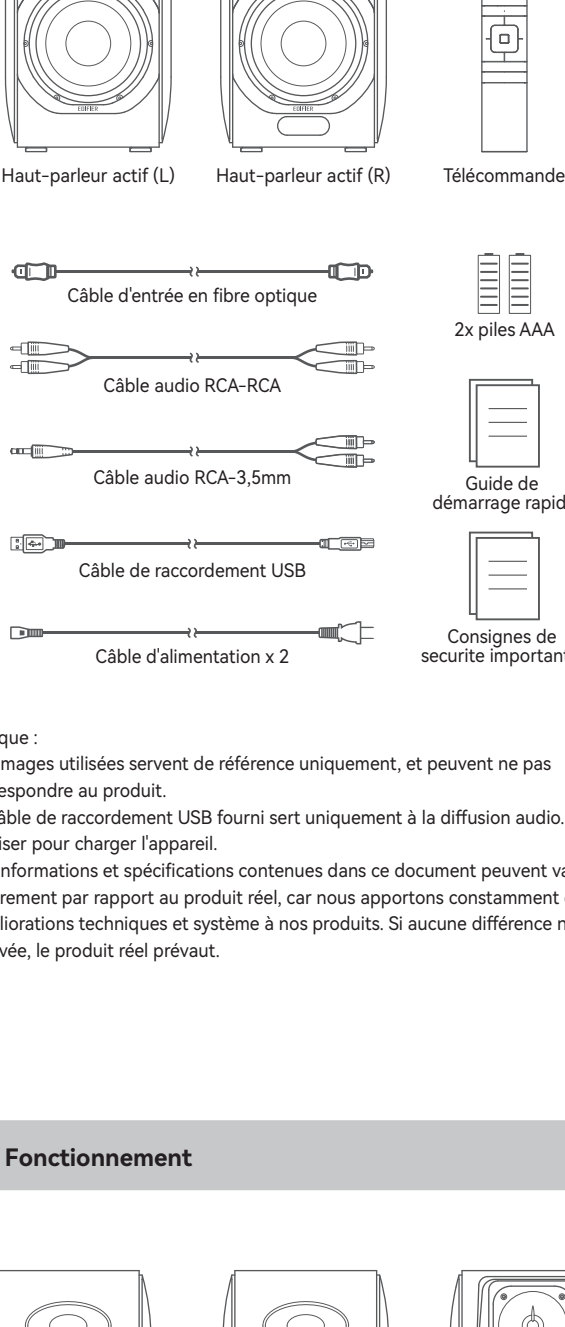 EDIFIER
EDIFIER
Haut-parleur actif (L)
Haut-parleur actif (R)
Télécommande
Câble d'entrée en fibre optique
2x piles AAA
Câble audio RCA-RCA
Câble audio RCA-3,5mm
Guide de
démarrage rapid
Câble de raccordement USB
Câble d'alimentation x 2
Consignes de
securite important
que :
images utilisées servent de référence uniquement, et peuvent ne pas
espondre au produit.
âble de raccordement USB fourni sert uniquement à la diffusion audio.
iser pour charger l'appareil.
informations et spécifications contenues dans ce document peuvent va
rement par rapport au produit réel, car nous apportons constamment
liorations techniques et système à nos produits. Si aucune différence n
vée, le produit réel prévaut.
Fonctionnement